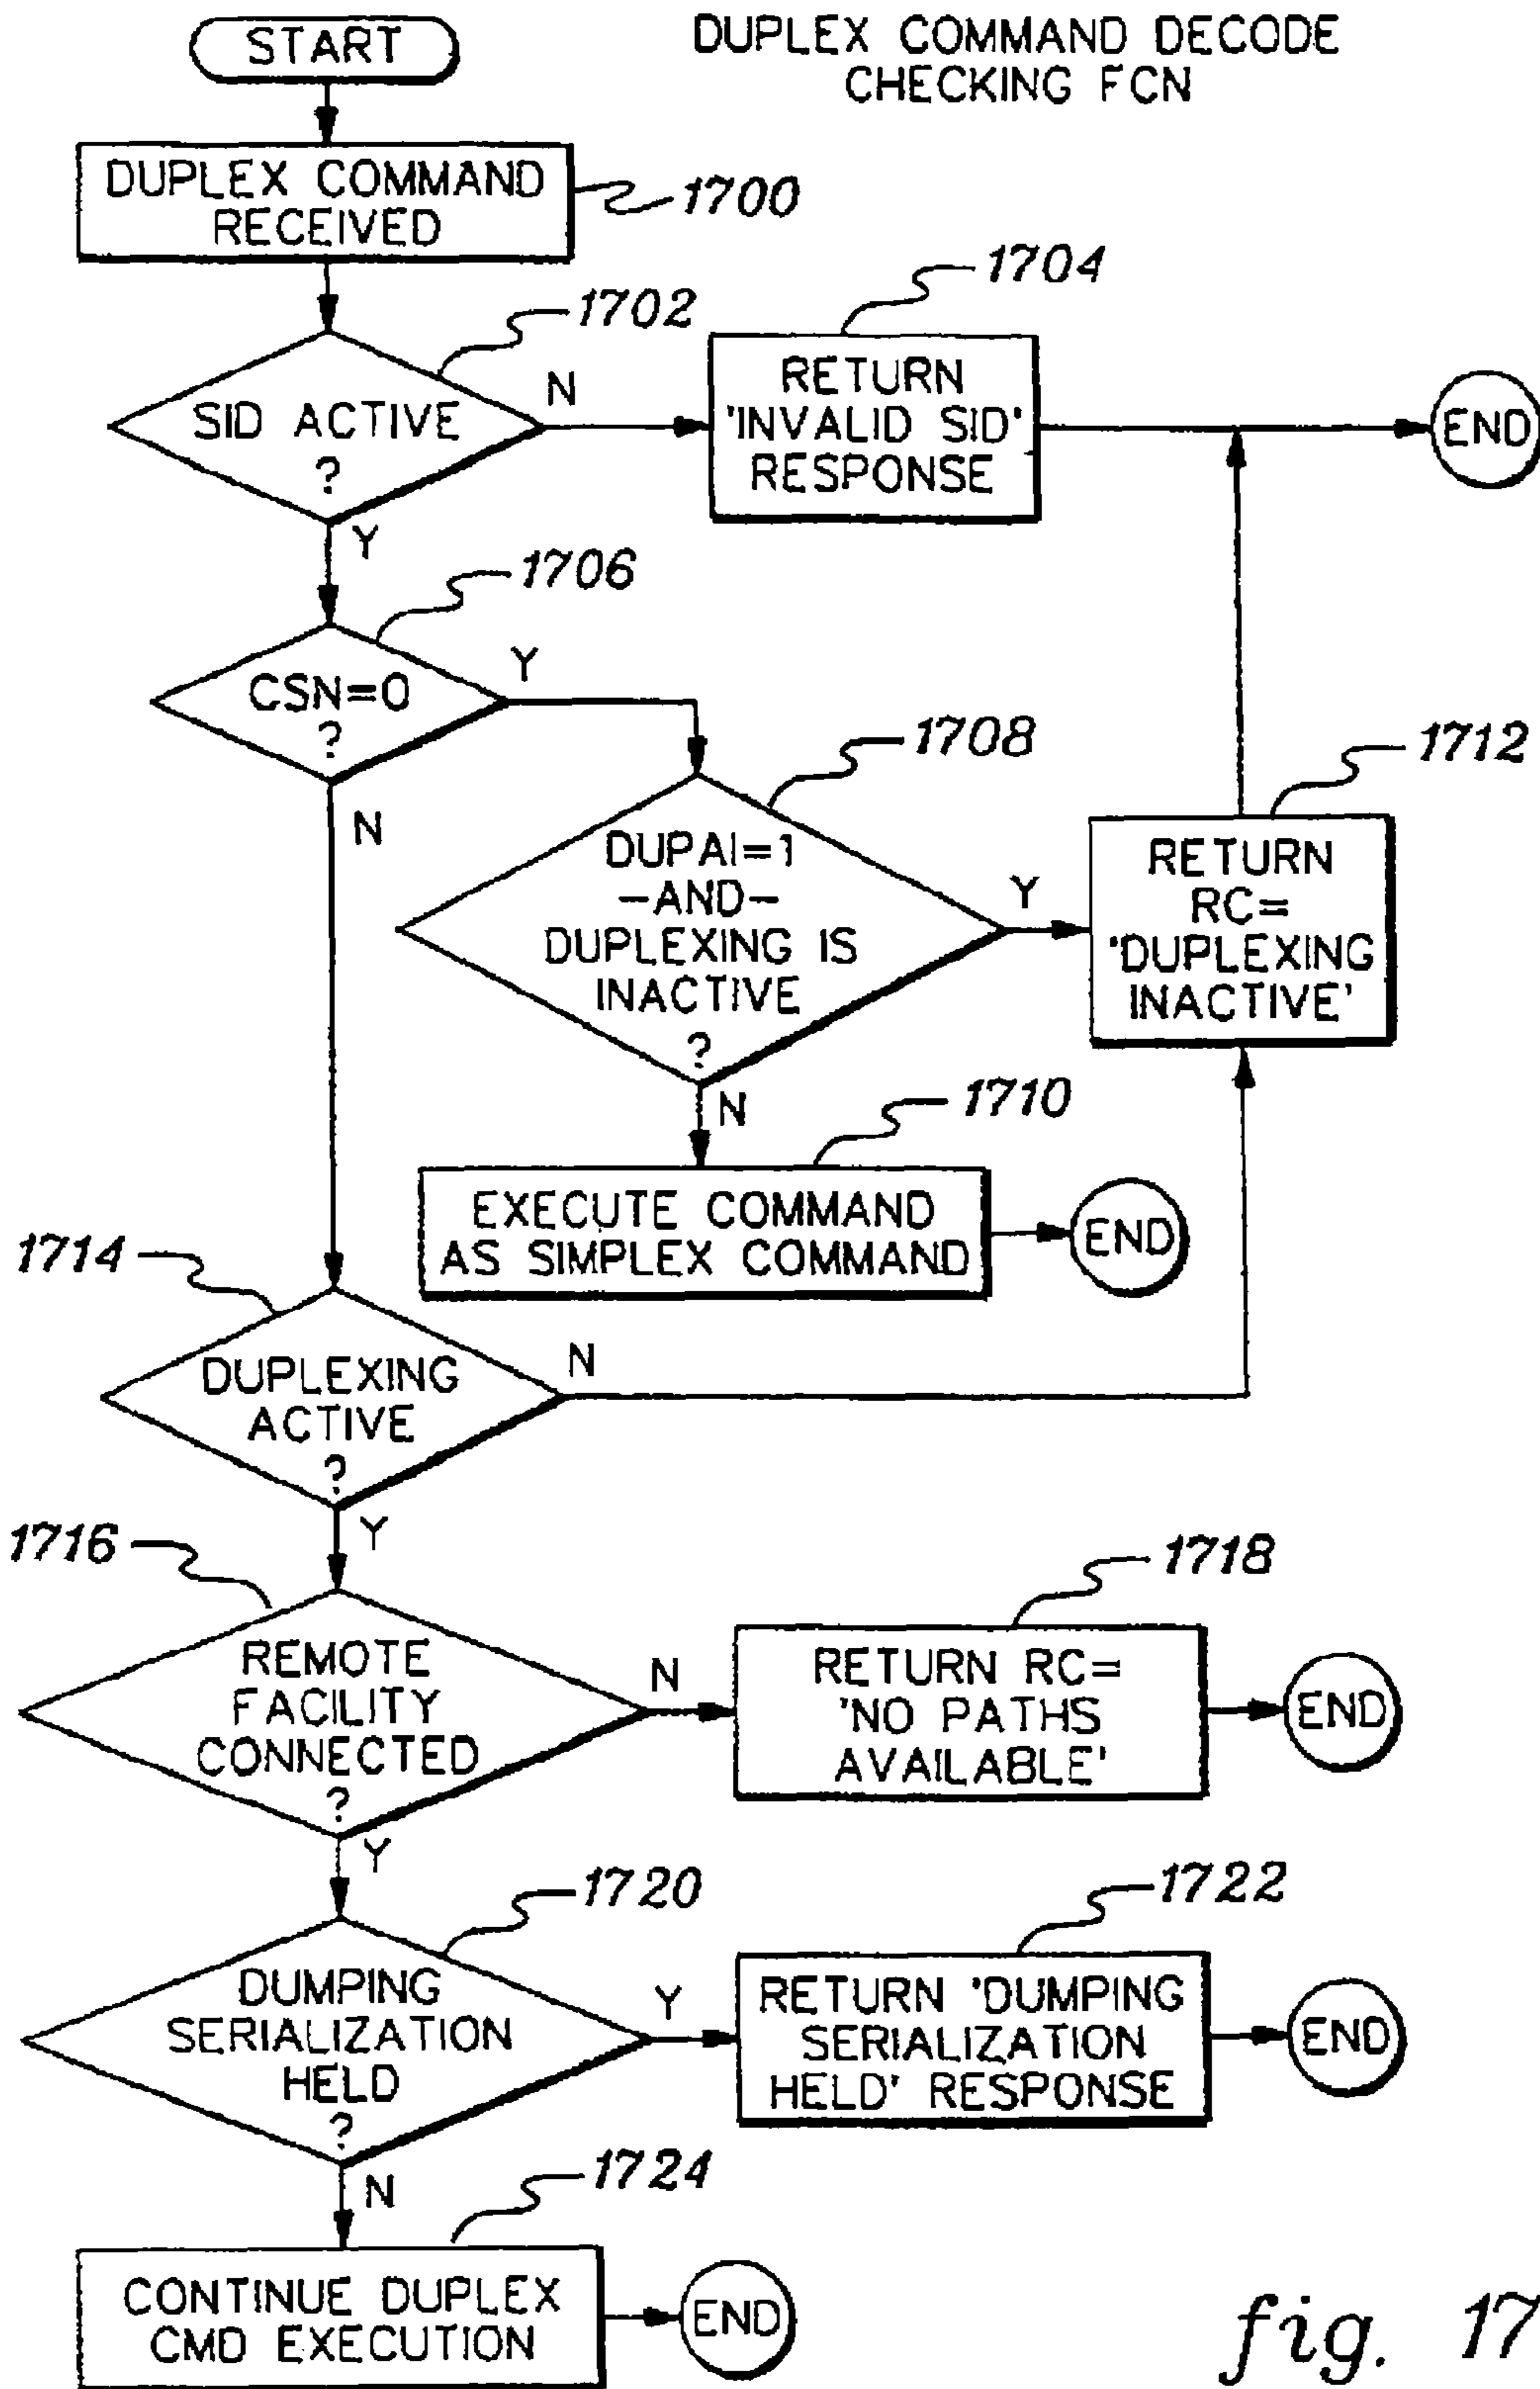 START
DUPLEX COMMAND DECODE
CHECKING FCN
DUPLEX COMMAND
RECEIVED
1700
1702
SID ACTIVE
?
N
Y
1704
RETURN
'INVALID SID'
RESPONSE
END
1706
CSN=0
?
Y
N
1708
DUPAI=1
-AND-
DUPLEXING IS
INACTIVE
?
Y
N
1712
RETURN
RC=
'DUPLEXING
INACTIVE'
1710
EXECUTE COMMAND
AS SIMPLEX COMMAND
END
1714
DUPLEXING
ACTIVE
?
N
Y
1716
REMOTE
FACILITY
CONNECTED
?
N
Y
1718
RETURN RC=
'NO PATHS
AVAILABLE'
END
1720
DUMPING
SERIALIZATION
HELD
?
Y
N
1722
RETURN 'DUMPING
SERIALIZATION
HELD' RESPONSE
END
1724
CONTINUE DUPLEX
CMD EXECUTION
END
fig. 17